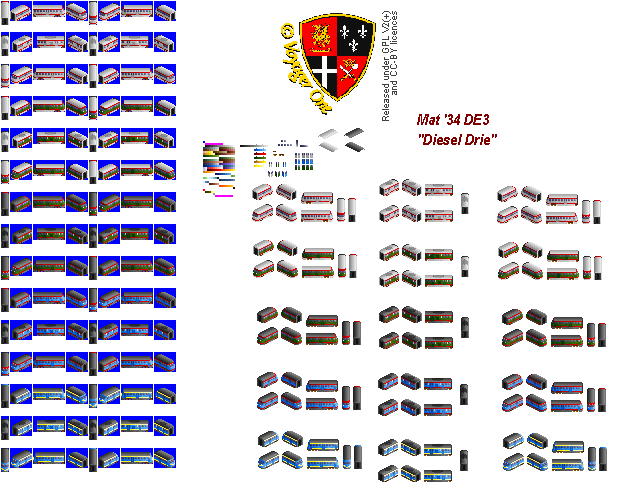 © Voyager One
Released under GPL v2(+)
and CC-BY licences
Mat '34 DE3
"Diesel Drie"